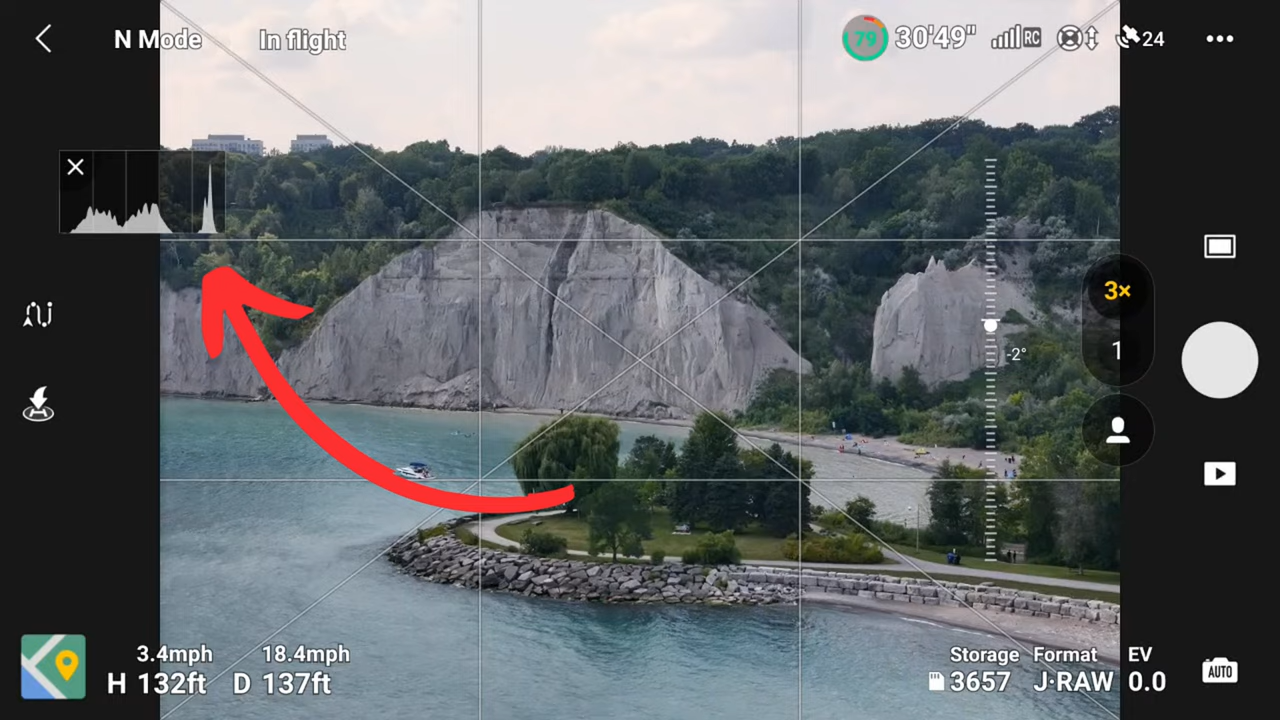 N Mode In flight 79 30'49" RC 24
-2°
3×
1
3.4mph 18.4mph Storage Format EV
H 132ft D 137ft 3657 J·RAW 0.0 AUTO